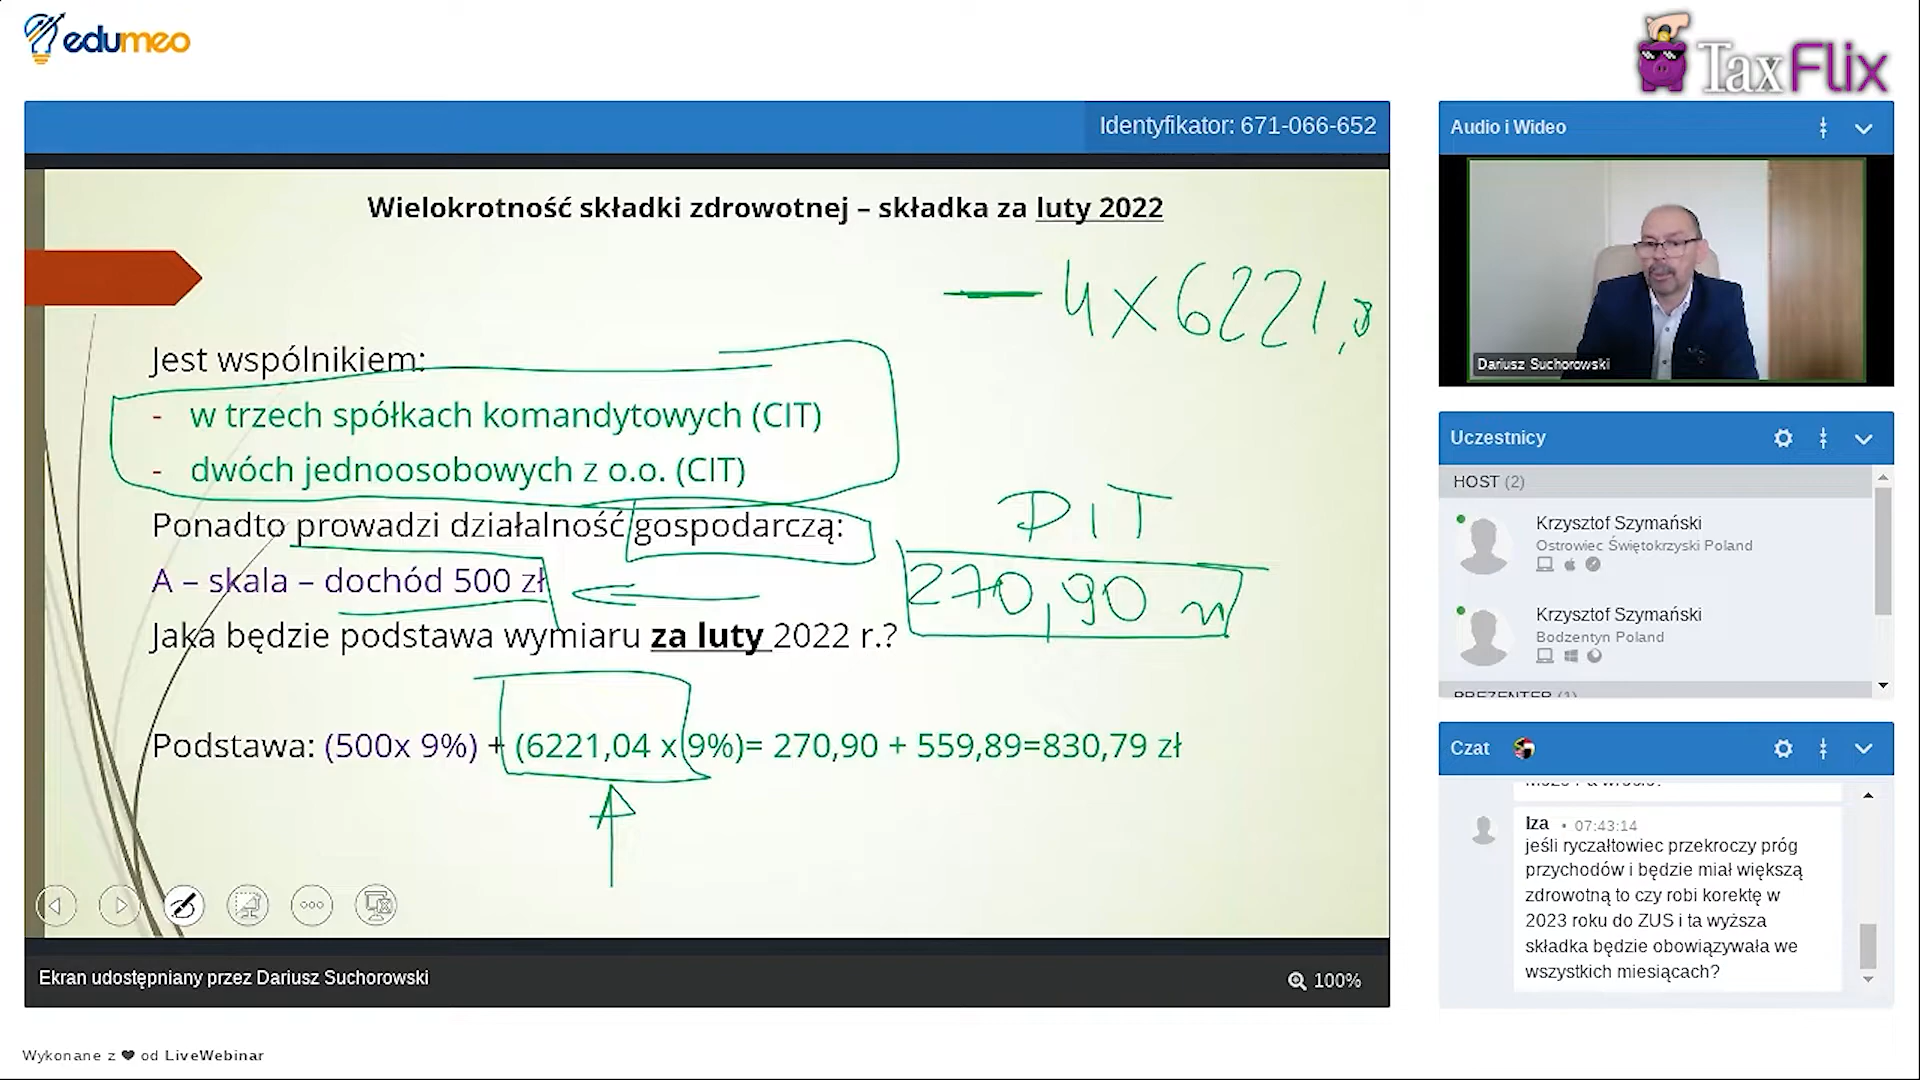 edumeo
TaxFlix
Identyfikator: 671-066-652
Wielokrotność składki zdrowotnej – składka za luty 2022
4 x 6221,
Jest wspólnikiem:
- w trzech spółkach komandytowych (CIT)
- dwóch jednoosobowych z o.o. (CIT)
Ponadto prowadzi działalność gospodarczą:
A – skala – dochód 500 zł
PIT
270,90
Jaka będzie podstawa wymiaru za luty 2022 r.?
Podstawa: (500x 9%) + (6221,04 x 9%)= 270,90 + 559,89=830,79 zł
Ekran udostępniany przez Dariusz Suchorowski
100%
Wykonane z ❤ od LiveWebinar
Audio i Wideo
Dariusz Suchorowski
Uczestnicy
HOST (2)
Krzysztof Szymański
Ostrowiec Świętokrzyski Poland
Krzysztof Szymański
Bodzentyn Poland
PREZENTER (1)
Czat
Iza • 07:43:14
jeśli ryczałtowiec przekroczy próg
przychodów i będzie miał większą
zdrowotną to czy robi korektę w
2023 roku do ZUS i ta wyższa
składka będzie obowiązywała we
wszystkich miesiącach?